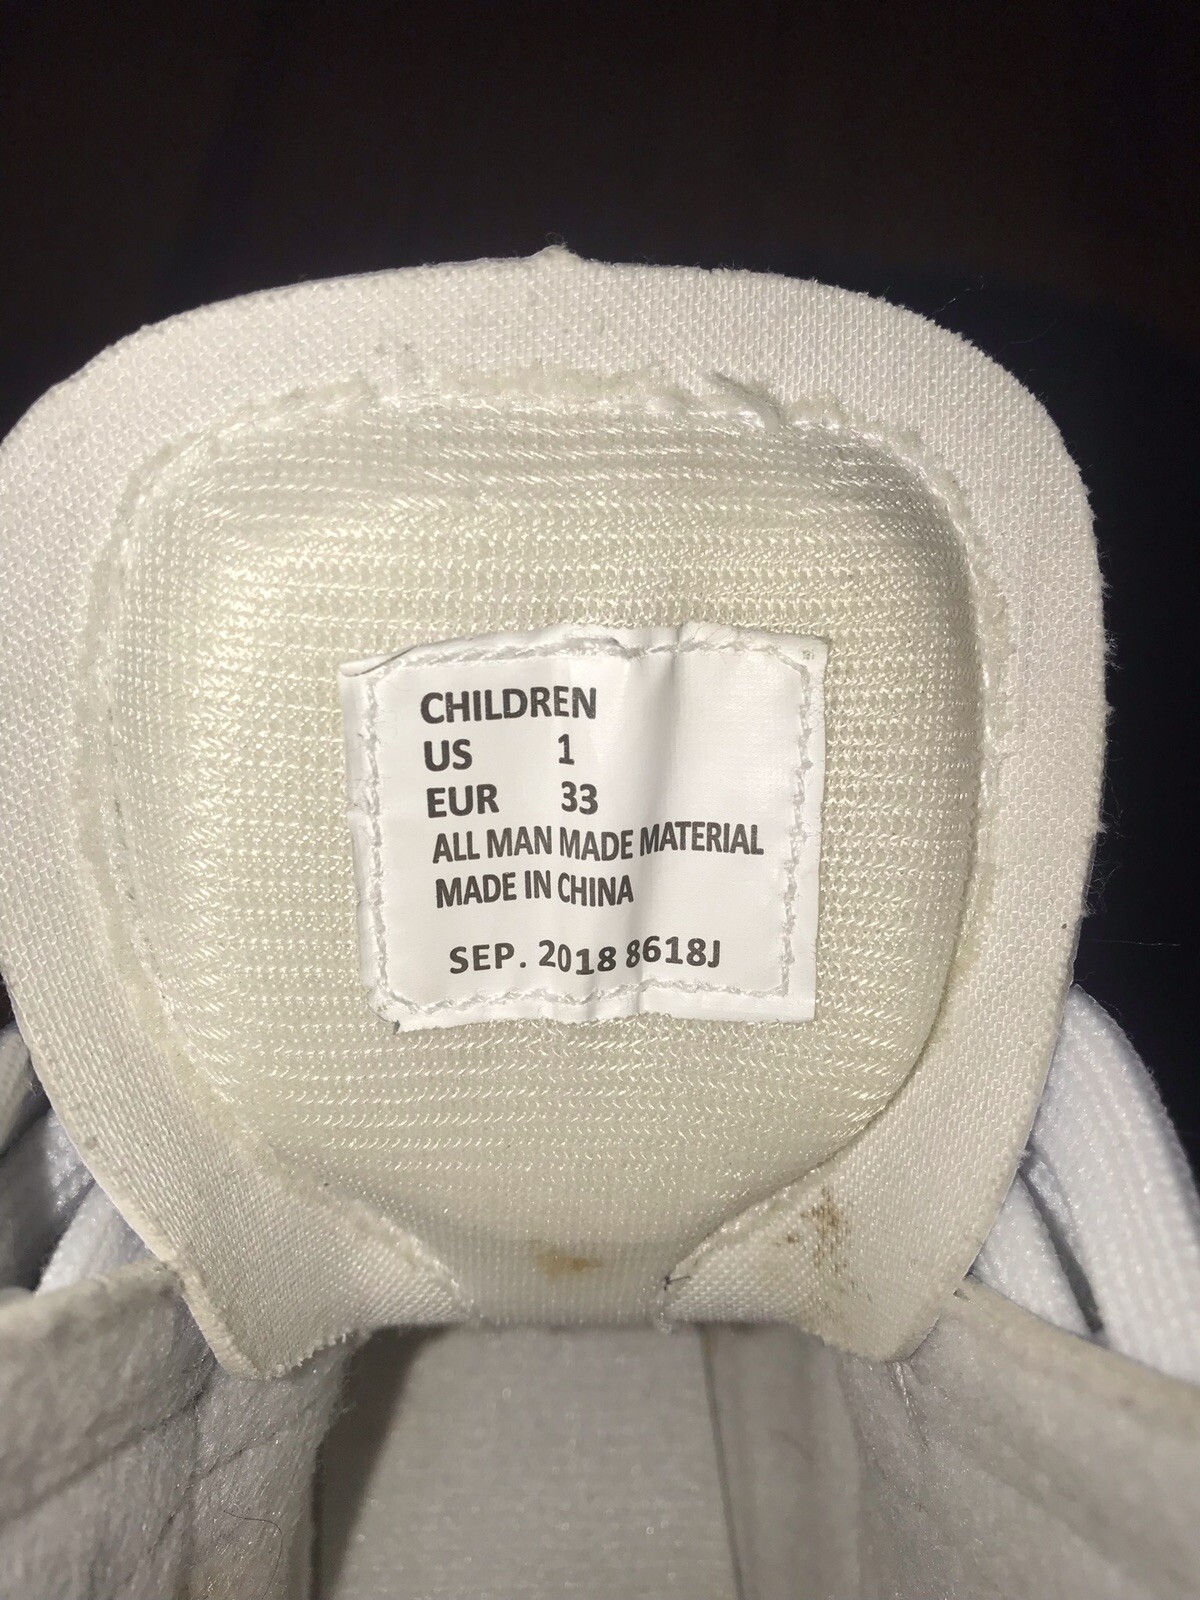 CHILDREN
US 1
EUR 33
ALL MAN MADE MATERIAL
MADE IN CHINA
SEP. 2018 8618J